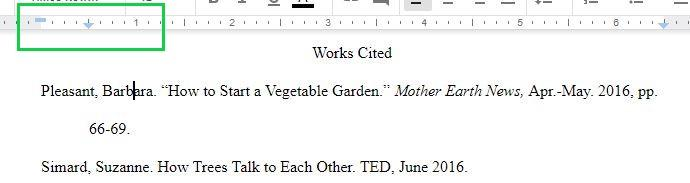 1 2 3 4 5 6
Works Cited
Pleasant, Barbara. “How to Start a Vegetable Garden.” Mother Earth News, Apr.-May. 2016, pp.
66-69.
Simard, Suzanne. How Trees Talk to Each Other. TED, June 2016.